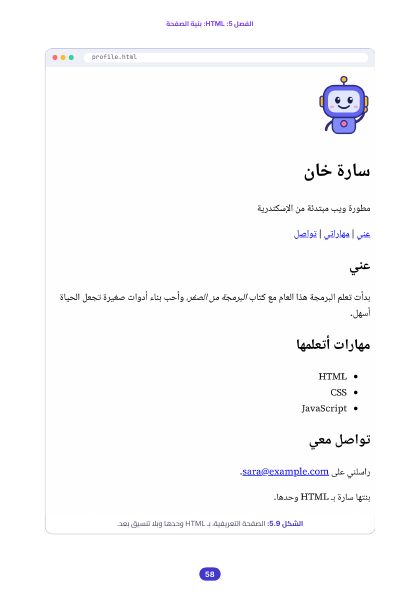 الفصل 5: HTML: بنية الصفحة
profile.html
سارة خان
مطورة ويب مبتدئة من الإسكندرية
عني | مهاراتي | تواصل
عني
بدأت تعلم البرمجة هذا العام مع كتاب البرمجة من الصفر، وأحب بناء أدوات صغيرة تجعل الحياة
أسهل.
مهارات أتعلمها
HTML
CSS
JavaScript
تواصل معي
راسلني على sara@example.com.
بنتها سارة بـ HTML وحدها.
الشكل 5.9: الصفحة التعريفية، بـ HTML وحدها وبلا تنسيق بعد.
58